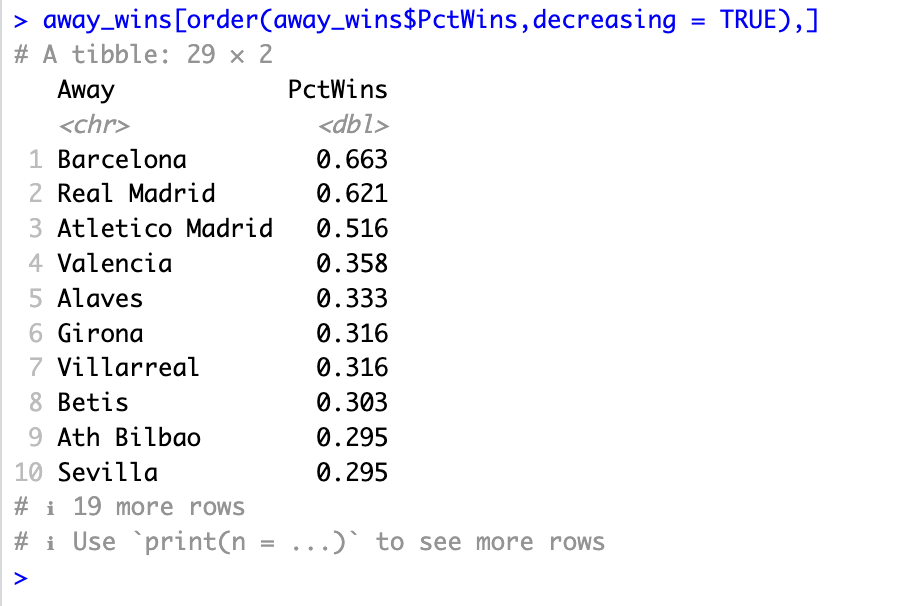 > away_wins[order(away_wins$PctWins,decreasing = TRUE),]
# A tibble: 29 × 2
   Away           PctWins
   <chr>            <dbl>
 1 Barcelona        0.663
 2 Real Madrid      0.621
 3 Atletico Madrid  0.516
 4 Valencia         0.358
 5 Alaves           0.333
 6 Girona           0.316
 7 Villarreal       0.316
 8 Betis            0.303
 9 Ath Bilbao       0.295
10 Sevilla          0.295
# ℹ 19 more rows
# ℹ Use `print(n = ...)` to see more rows
>